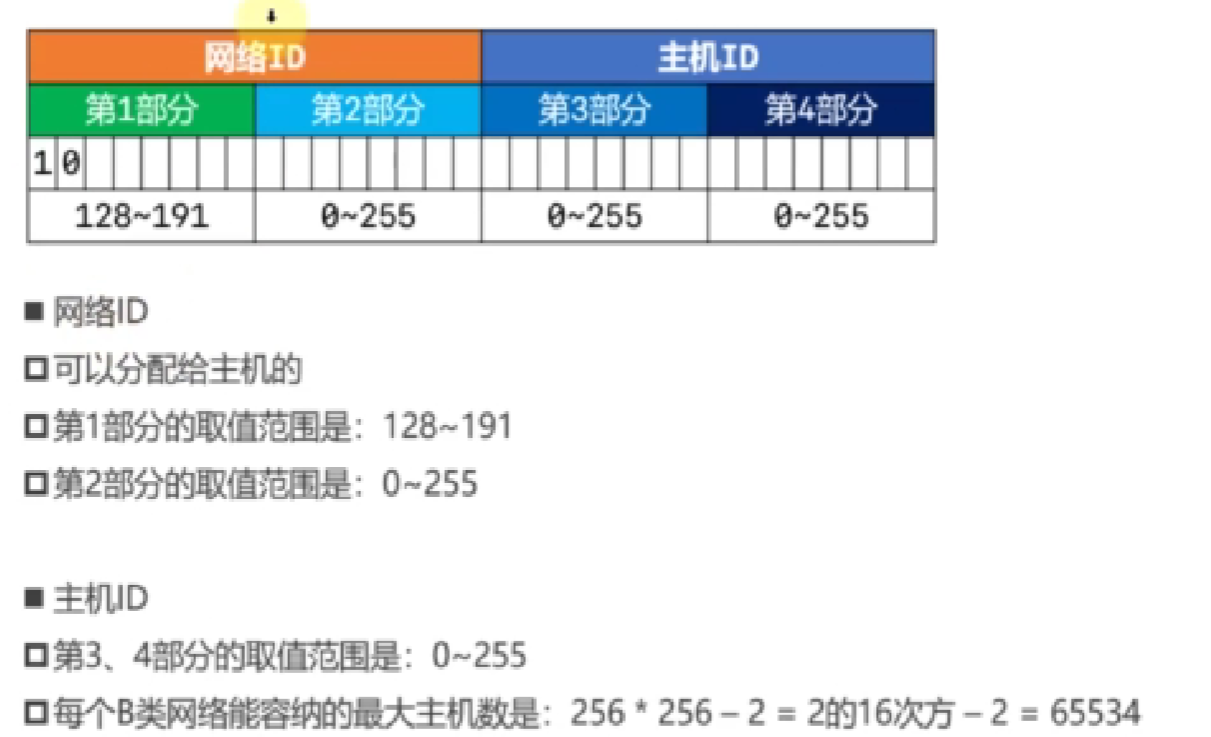 网络ID 主机ID
第1部分 第2部分 第3部分 第4部分
1 0
128~191 0~255 0~255 0~255
■ 网络ID
□ 可以分配给主机的
□ 第1部分的取值范围是：128~191
□ 第2部分的取值范围是：0~255
■ 主机ID
□ 第3、4部分的取值范围是：0~255
□ 每个B类网络能容纳的最大主机数是：256 * 256 – 2 = 2的16次方 – 2 = 65534